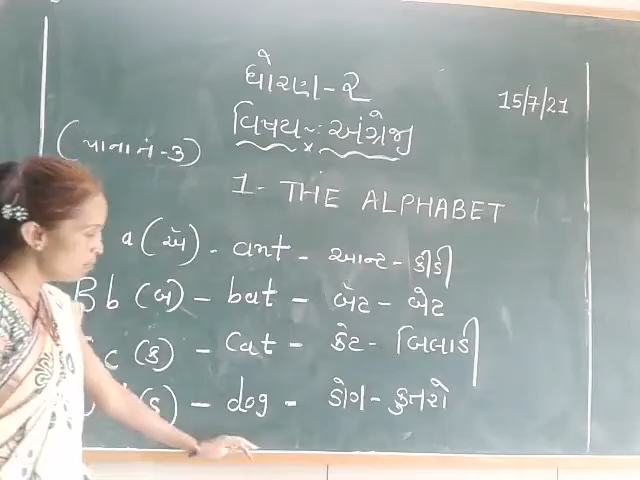 ધોરણ-૨
15/7/21
વિષય :- અંગ્રેજી
(પાના નં-૩)
1- THE ALPHABET
a (એ) - ant - આન્ટ - કીડી
Bb (બ) - bat - બેટ - બેટ
c (ક) - Cat - કેટ - બિલાડી
(ડ) - dog - ડોગ - કુતરો